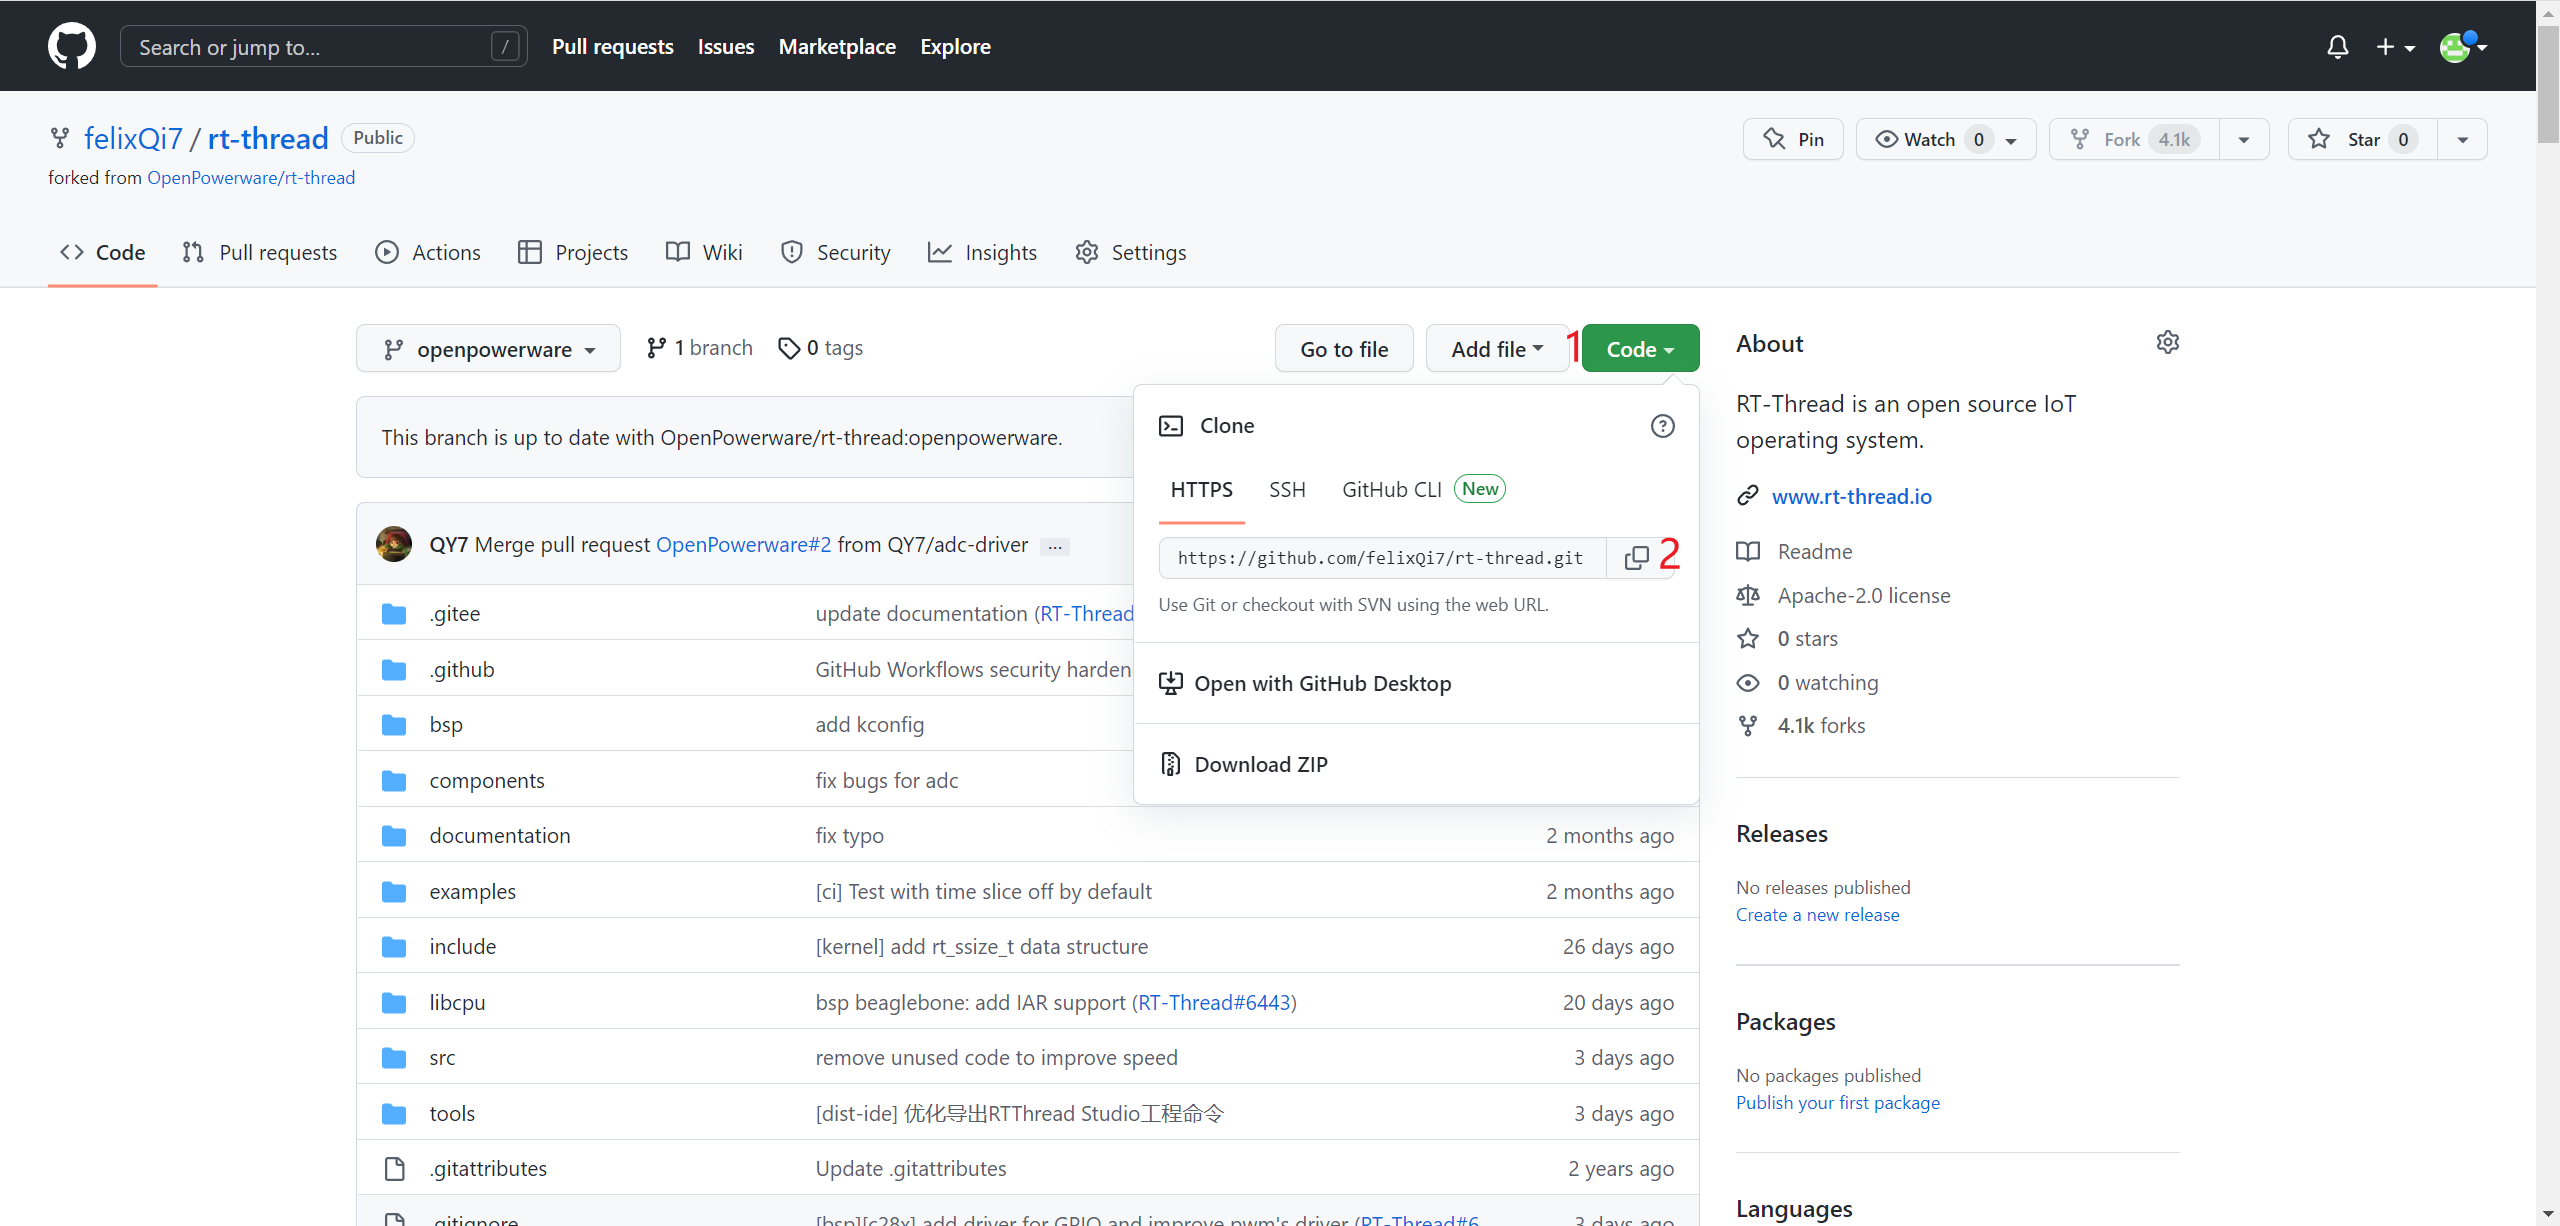 Search or jump to... /
Pull requests Issues Marketplace Explore
felixQi7 / rt-thread Public
forked from OpenPowerware/rt-thread
Pin
Watch 0
Fork 4.1k
Star 0
Code Pull requests Actions Projects Wiki Security Insights Settings
openpowerware 1 branch 0 tags
Go to file Add file 1 Code
This branch is up to date with OpenPowerware/rt-thread:openpowerware.
Clone
HTTPS SSH GitHub CLI New
https://github.com/felixQi7/rt-thread.git 2
Use Git or checkout with SVN using the web URL.
Open with GitHub Desktop
Download ZIP
QY7 Merge pull request OpenPowerware#2 from QY7/adc-driver ...
.gitee update documentation (RT-Thread
.github GitHub Workflows security harden
bsp add kconfig
components fix bugs for adc
documentation fix typo 2 months ago
examples [ci] Test with time slice off by default 2 months ago
include [kernel] add rt_ssize_t data structure 26 days ago
libcpu bsp beaglebone: add IAR support (RT-Thread#6443) 20 days ago
src remove unused code to improve speed 3 days ago
tools [dist-ide] 优化导出RTThread Studio工程命令 3 days ago
.gitattributes Update .gitattributes 2 years ago
.gitignore [bsp][c28x] add driver for GPIO and improve pwm's driver (RT-Thread#6 3 days ago
About
RT-Thread is an open source IoT
operating system.
www.rt-thread.io
Readme
Apache-2.0 license
0 stars
0 watching
4.1k forks
Releases
No releases published
Create a new release
Packages
No packages published
Publish your first package
Languages